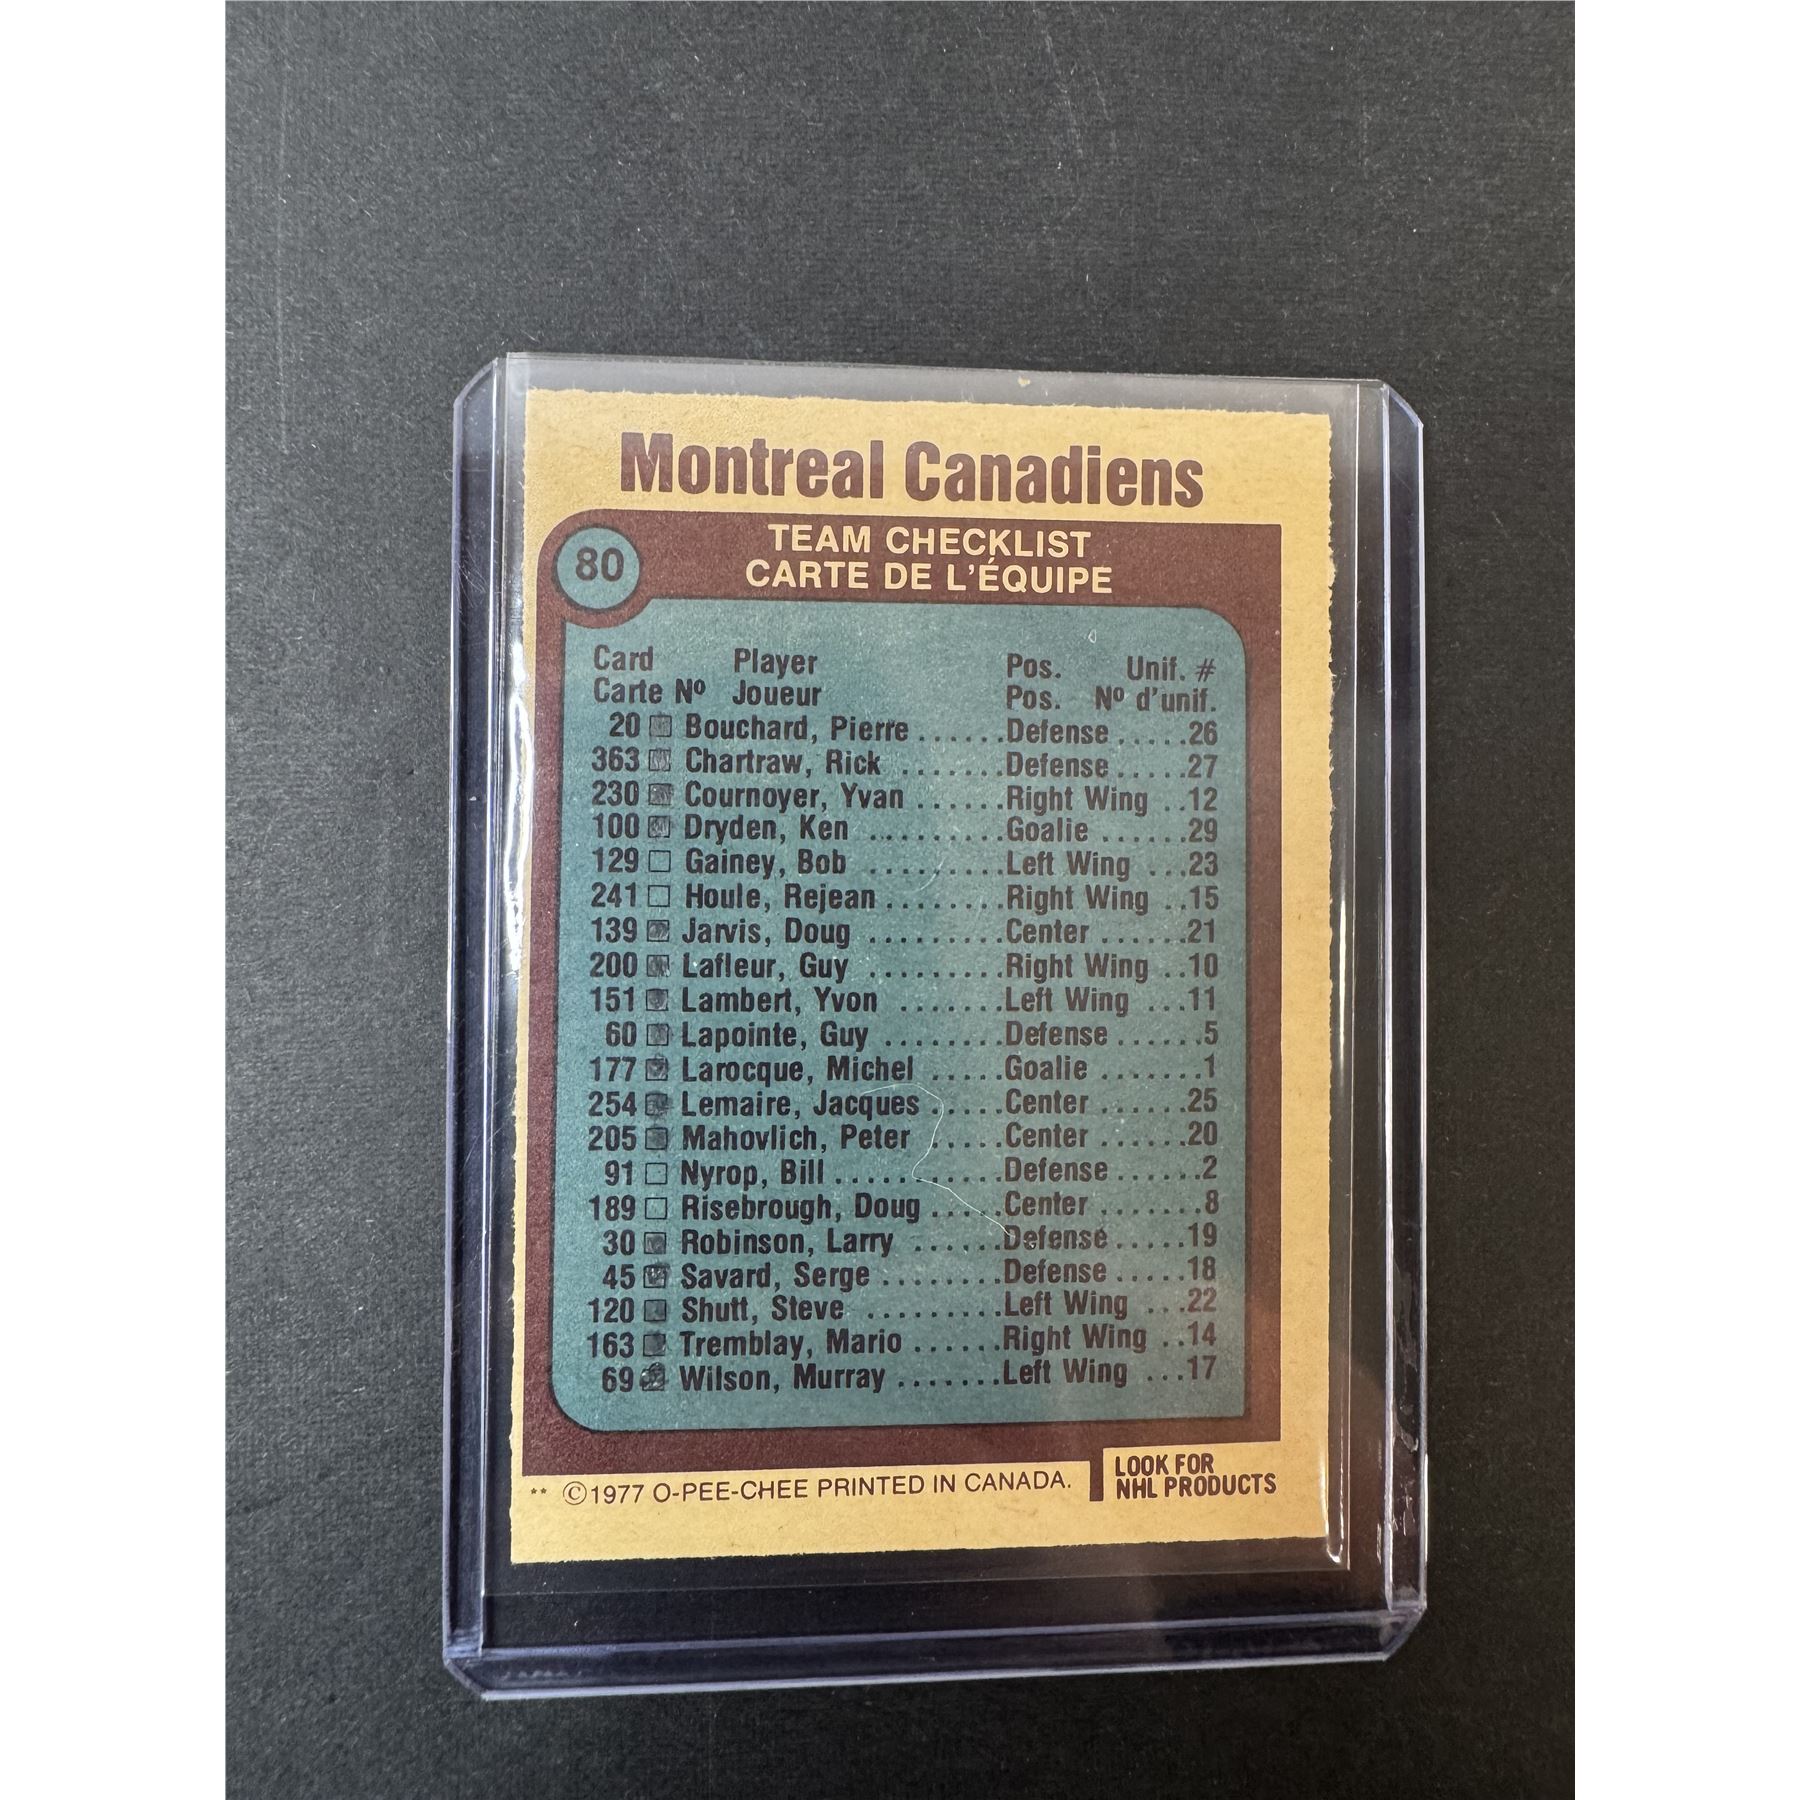 Montreal Canadiens
80
TEAM CHECKLIST
CARTE DE L'ÉQUIPE
Card Player Pos. Unif. #
Carte Nº Joueur Pos. Nº d'unif.
20 Bouchard, Pierre ......Defense .....26
363 Chartraw, Rick .......Defense .....27
230 Cournoyer, Yvan ......Right Wing ..12
100 Dryden, Ken .........Goalie ......29
129 Gainey, Bob .........Left Wing ...23
241 Houle, Rejean ........Right Wing ..15
139 Jarvis, Doug .........Center ......21
200 Lafleur, Guy .........Right Wing ..10
151 Lambert, Yvon .......Left Wing ...11
60 Lapointe, Guy ........Defense ......5
177 Larocque, Michel .....Goalie .......1
254 Lemaire, Jacques .....Center ......25
205 Mahovlich, Peter .....Center ......20
91 Nyrop, Bill ...........Defense ......2
189 Risebrough, Doug .....Center .......8
30 Robinson, Larry ......Defense .....19
45 Savard, Serge ........Defense .....18
120 Shutt, Steve .........Left Wing ...22
163 Tremblay, Mario ......Right Wing ..14
69 Wilson, Murray .......Left Wing ...17
** ©1977 O-PEE-CHEE PRINTED IN CANADA.
LOOK FOR
NHL PRODUCTS